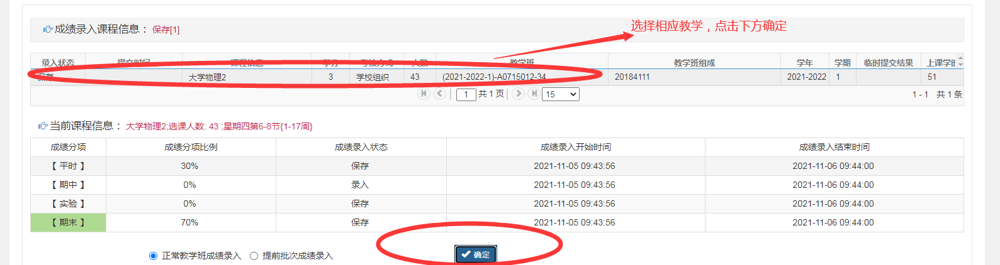 成绩录入课程信息： 保存[1]
选择相应教学，点击下方确定
录入状态 提交时间 课程信息 学分 考核方式 人数 教学班 教学班组成 学年 学期 临时提交结果 上课学时
保存 大学物理2 3 学校组织 43 (2021-2022-1)-A0715012-34 20184111 2021-2022 1 51
1 共 1 页 15 1 - 1 共 1 条
当前课程信息： 大学物理2;选课人数: 43 ;星期四第6-8节{1-17周}
成绩分项 成绩分项比例 成绩录入状态 成绩录入开始时间 成绩录入结束时间
【 平时 】 30% 保存 2021-11-05 09:43:56 2021-11-06 09:44:00
【 期中 】 0% 录入 2021-11-05 09:43:56 2021-11-06 09:44:00
【 实验 】 0% 保存 2021-11-05 09:43:56 2021-11-06 09:44:00
【 期末 】 70% 保存 2021-11-05 09:43:56 2021-11-06 09:44:00
正常教学班成绩录入 提前批次成绩录入 确定